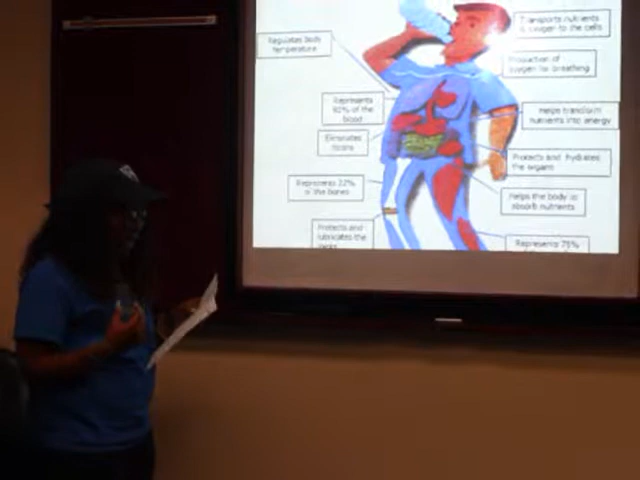 Transports nutrients
& oxygen to the cells
Regulates body
temperature
Production of
oxygen for breathing
Represents
92% of the
blood
Helps transform
nutrients into energy
Eliminates
toxins
Protects and hydrates
the organs
Represents 22%
of the bones
Helps the body to
absorb nutrients
Protects and
lubricates the
Represents 75%